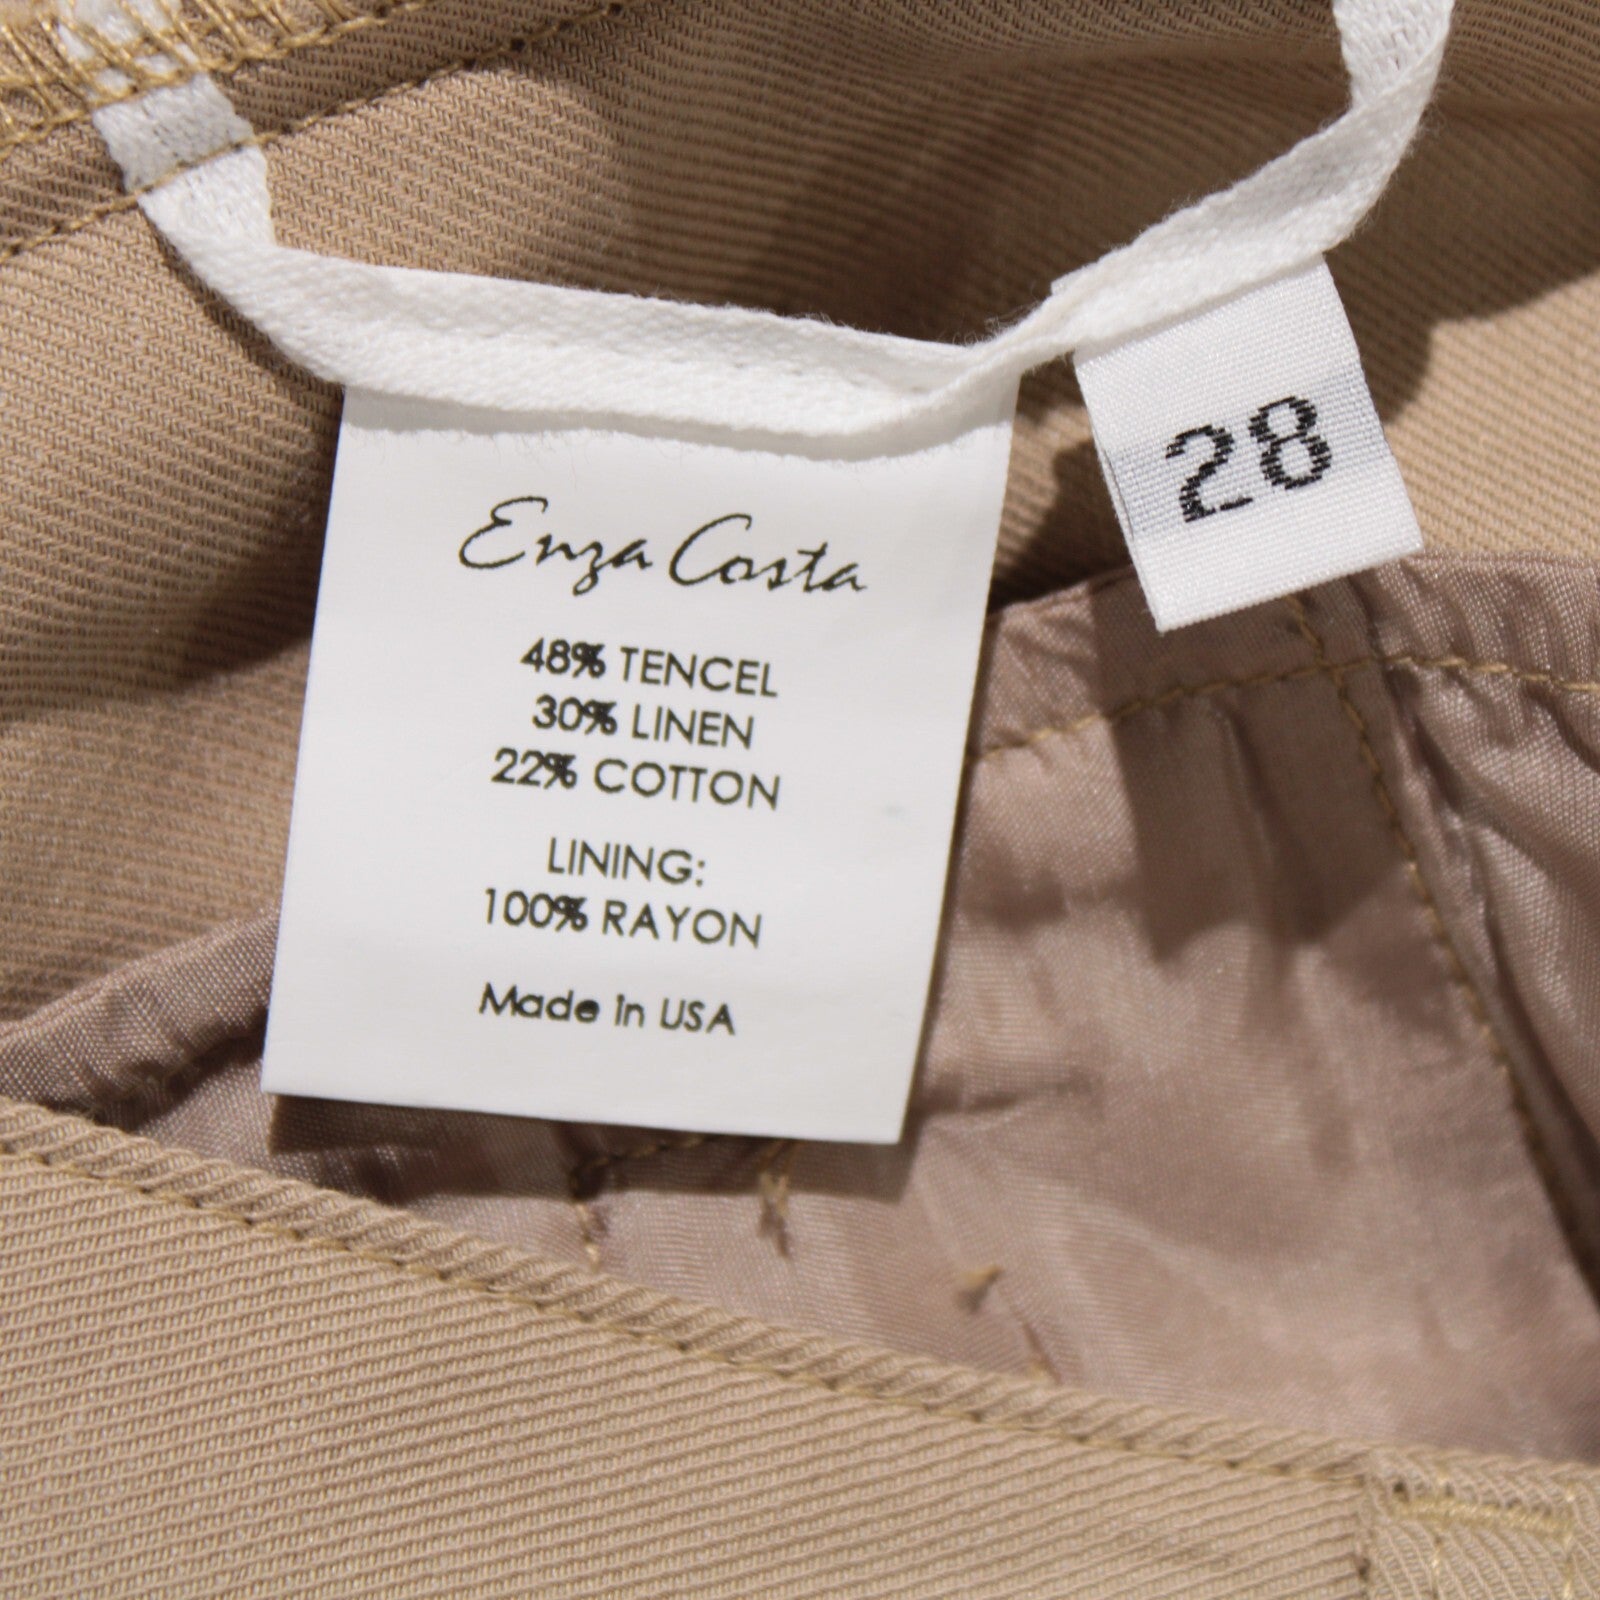 Enza Costa
48% TENCEL
30% LINEN
22% COTTON
LINING:
100% RAYON
Made in USA
28